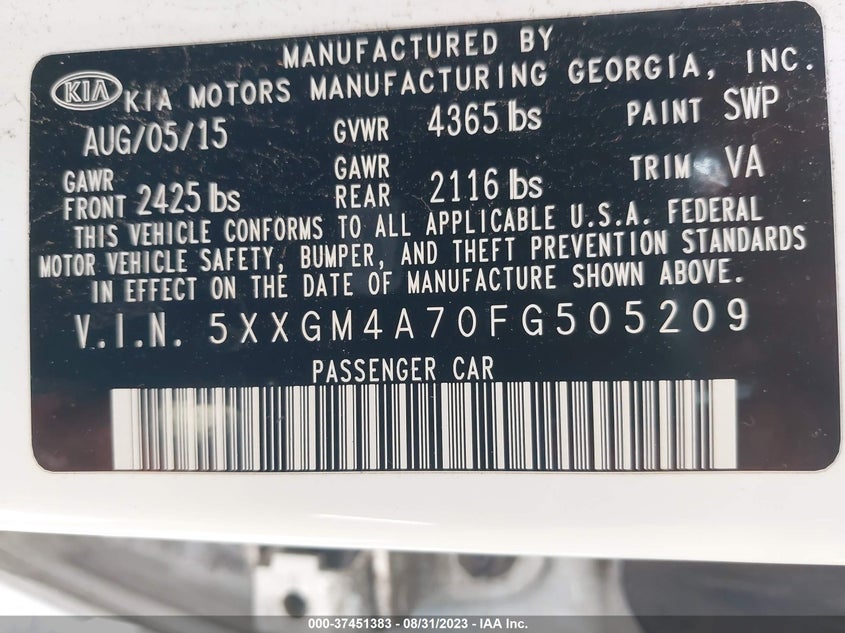 MANUFACTURED BY
KIA KIA MOTORS MANUFACTURING GEORGIA, INC.
AUG/05/15 GVWR 4365 lbs PAINT SWP
GAWR FRONT 2425 lbs GAWR REAR 2116 lbs TRIM VA
THIS VEHICLE CONFORMS TO ALL APPLICABLE U.S.A. FEDERAL
MOTOR VEHICLE SAFETY, BUMPER, AND THEFT PREVENTION STANDARDS
IN EFFECT ON THE DATE OF MANUFACTURE SHOWN ABOVE.
V.I.N. 5XXGM4A70FG505209
PASSENGER CAR
000-37451383 - 08/31/2023 - IAA Inc.